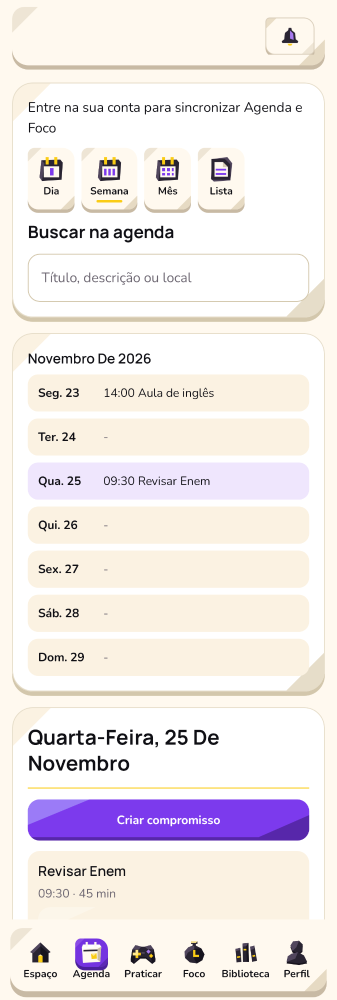 Entre na sua conta para sincronizar Agenda e
Foco
Dia
Semana
Mês
Lista
Buscar na agenda
Título, descrição ou local
Novembro De 2026
Seg. 23 14:00 Aula de inglês
Ter. 24 -
Qua. 25 09:30 Revisar Enem
Qui. 26 -
Sex. 27 -
Sáb. 28 -
Dom. 29 -
Quarta-Feira, 25 De
Novembro
Criar compromisso
Revisar Enem
09:30 · 45 min
Espaço
Agenda
Praticar
Foco
Biblioteca
Perfil